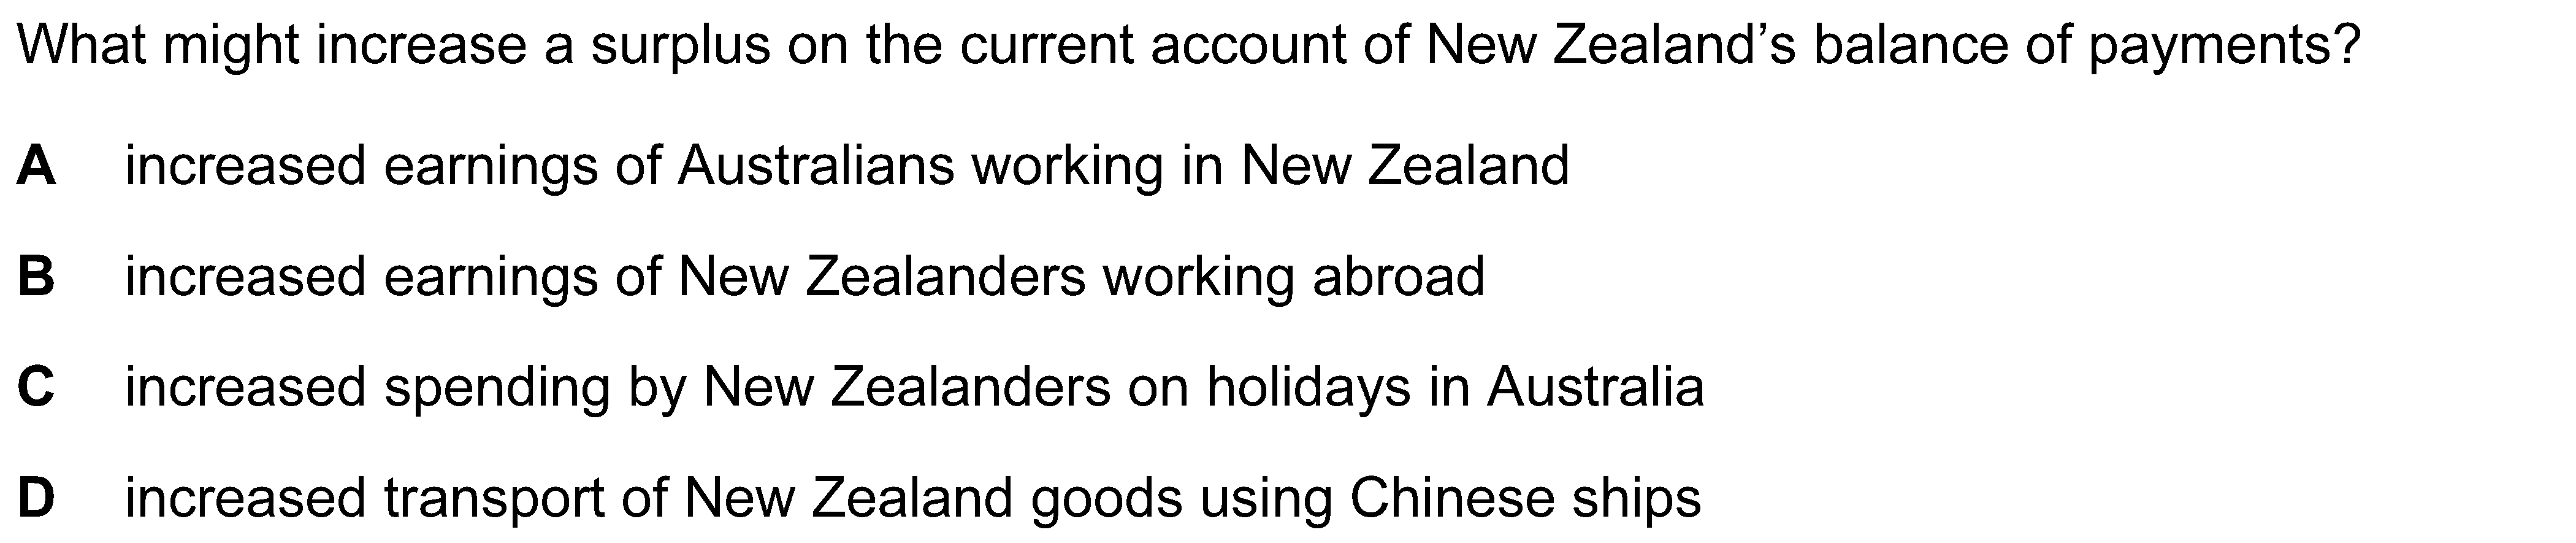 What might increase a surplus on the current account of New Zealand’s balance of payments?
A increased earnings of Australians working in New Zealand
B increased earnings of New Zealanders working abroad
C increased spending by New Zealanders on holidays in Australia
D increased transport of New Zealand goods using Chinese ships